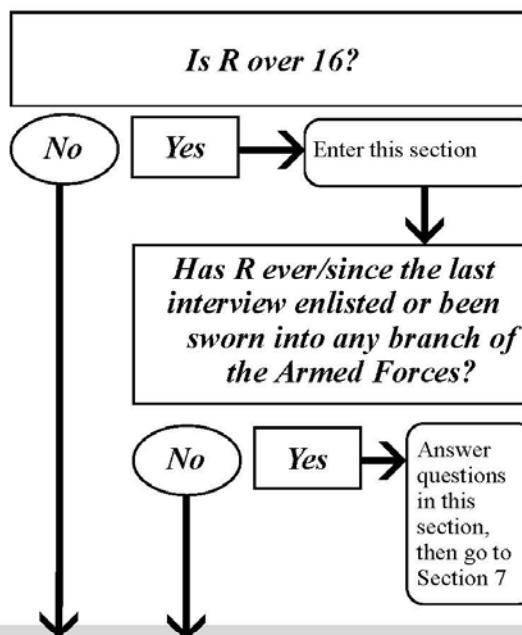 Is R over 16?
No
Yes
Enter this section
Has R ever/since the last
interview enlisted or been
sworn into any branch of
the Armed Forces?
No
Yes
Answer
questions
in this
section,
then go to
Section 7